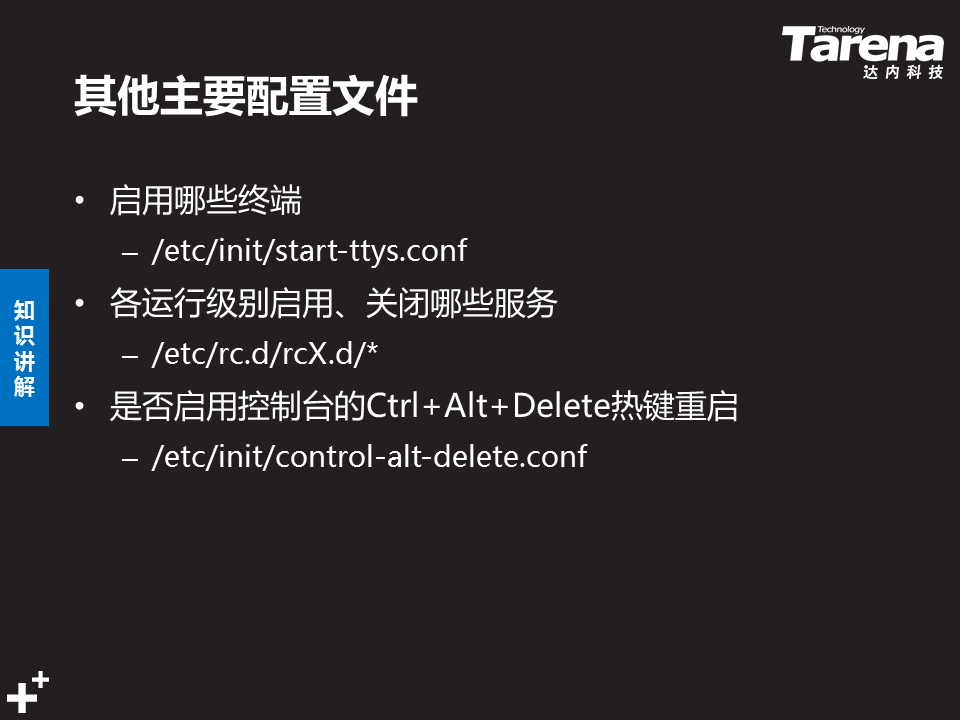 Technology
Tarena
达内科技
其他主要配置文件
• 启用哪些终端
– /etc/init/start-ttys.conf
• 各运行级别启用、关闭哪些服务
– /etc/rc.d/rcX.d/*
• 是否启用控制台的Ctrl+Alt+Delete热键重启
– /etc/init/control-alt-delete.conf
知识讲解